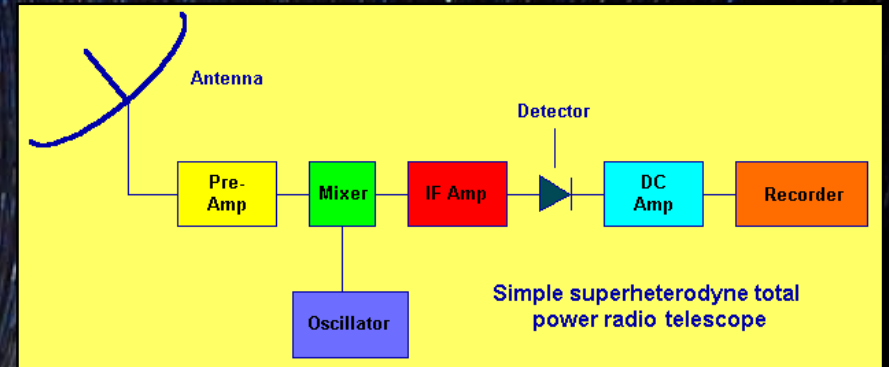 Antenna
Detector
Pre-
Amp
Mixer
IF Amp
DC
Amp
Recorder
Oscillator
Simple superheterodyne total
power radio telescope